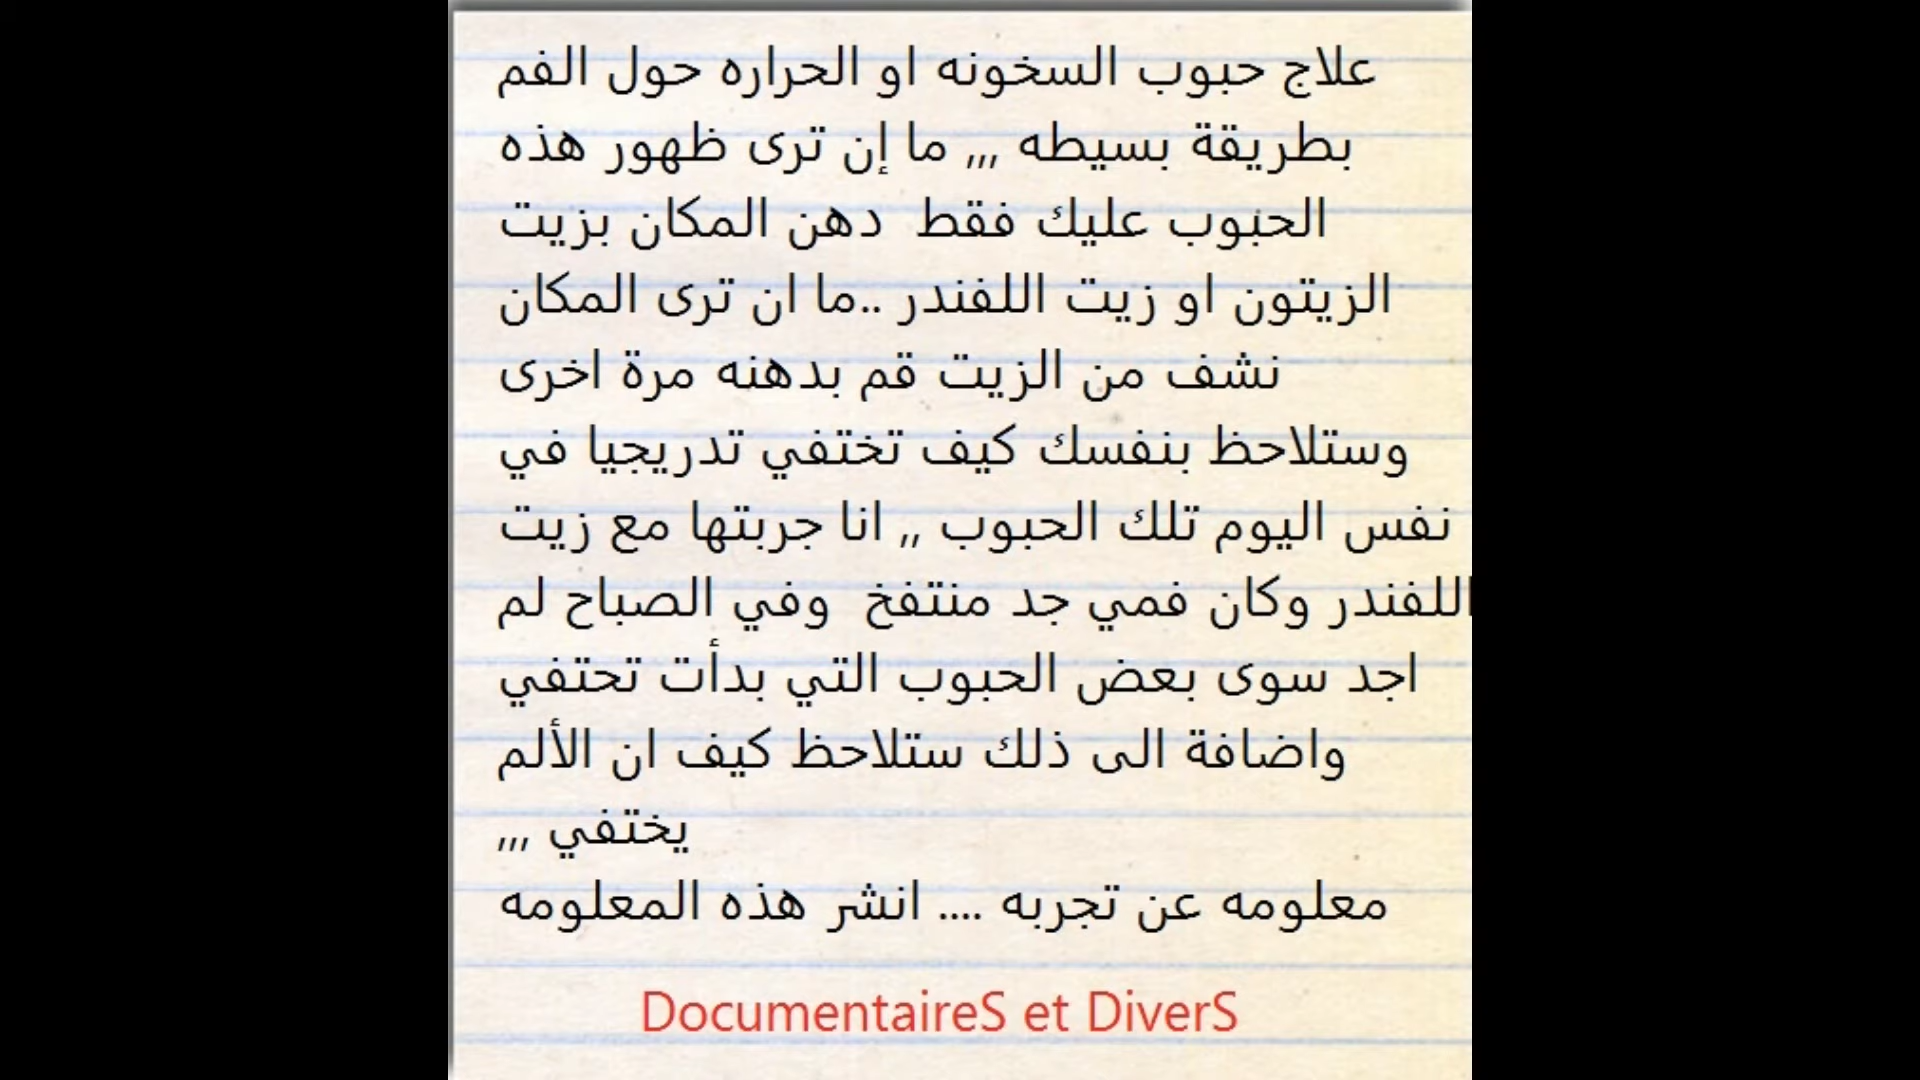 علاج حبوب السخونه او الحراره حول الفم
بطريقة بسيطه ,,, ما إن ترى ظهور هذه
الحبوب عليك فقط دهن المكان بزيت
الزيتون او زيت اللفندر ..ما ان ترى المكان
نشف من الزيت قم بدهنه مرة اخرى
وستلاحظ بنفسك كيف تختفي تدريجيا في
نفس اليوم تلك الحبوب ,, انا جربتها مع زيت
اللفندر وكان فمي جد منتفخ وفي الصباح لم
اجد سوى بعض الحبوب التي بدأت تحتفي
واضافة الى ذلك ستلاحظ كيف ان الألم
يختفي ,,,
معلومه عن تجربه .... انشر هذه المعلومه
DocumentaireS et DiverS